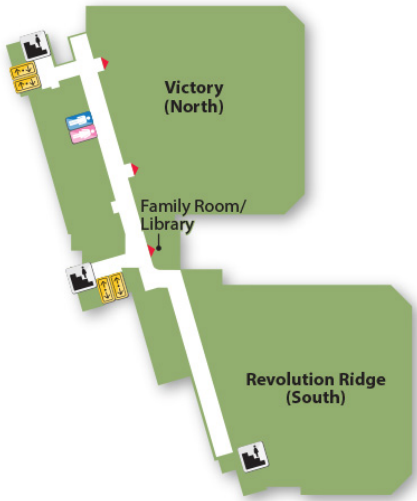 Victory
(North)
Family Room/
Library
Revolution Ridge
(South)